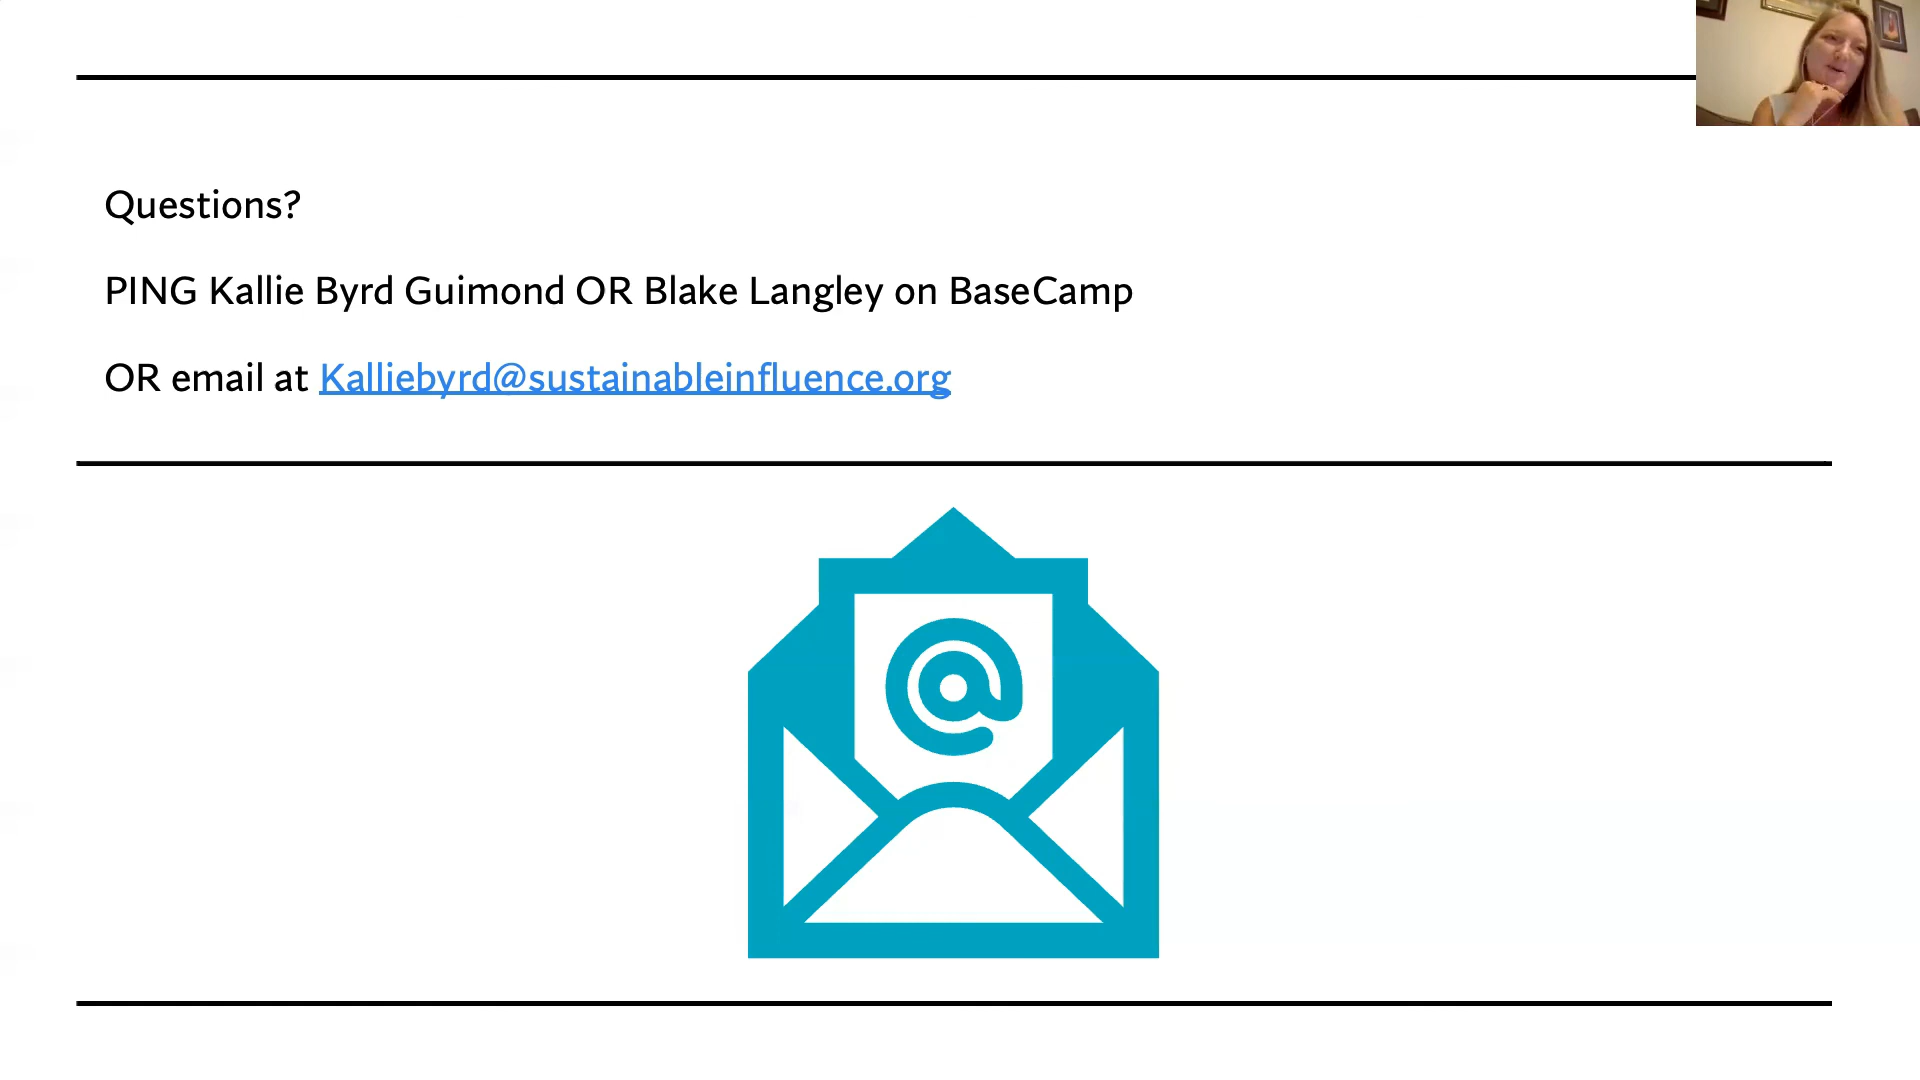 Questions?
PING Kallie Byrd Guimond OR Blake Langley on BaseCamp
OR email at Kalliebyrd@sustainableinfluence.org
@